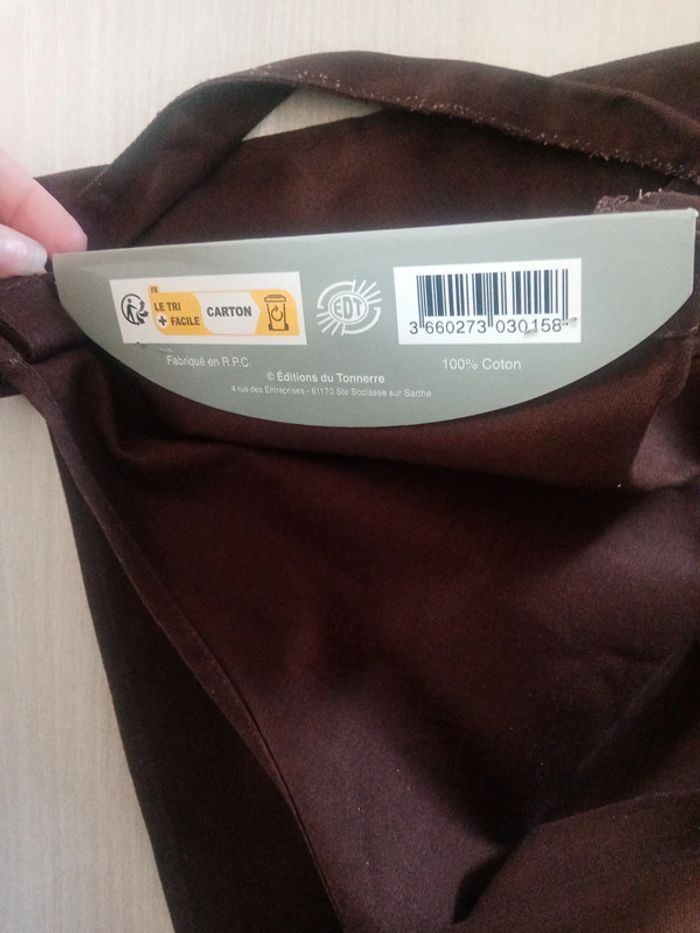 FR
LE TRI
+ FACILE
CARTON
EDT
3 660273 030158
Fabriqué en R.P.C.
100% Coton
© Éditions du Tonnerre
4 rue des Entreprises - 61170 Ste Scolasse sur Sarthe